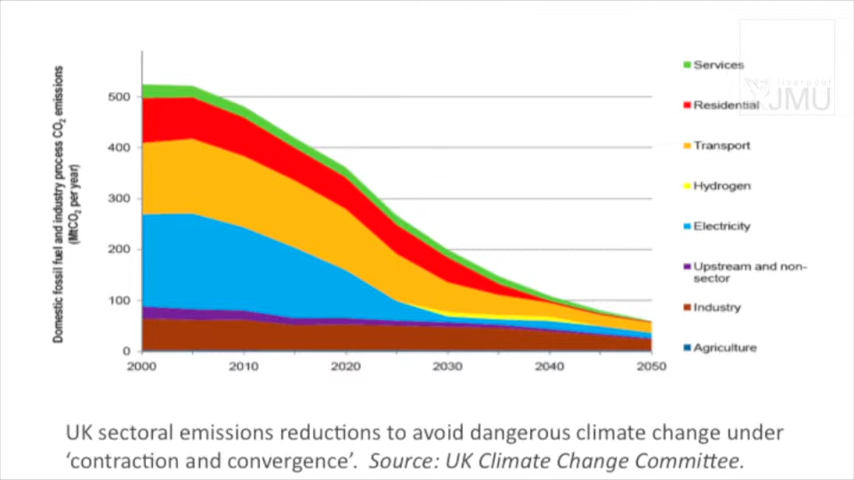 Domestic fossil fuel and industry process CO2 emissions
(MtCO2 per year)
500
400
300
200
100
0
2000
2010
2020
2030
2040
2050
Services
Residential
Transport
Hydrogen
Electricity
Upstream and non-
sector
Industry
Agriculture
liverpool
JMU
UK sectoral emissions reductions to avoid dangerous climate change under
‘contraction and convergence’. Source: UK Climate Change Committee.